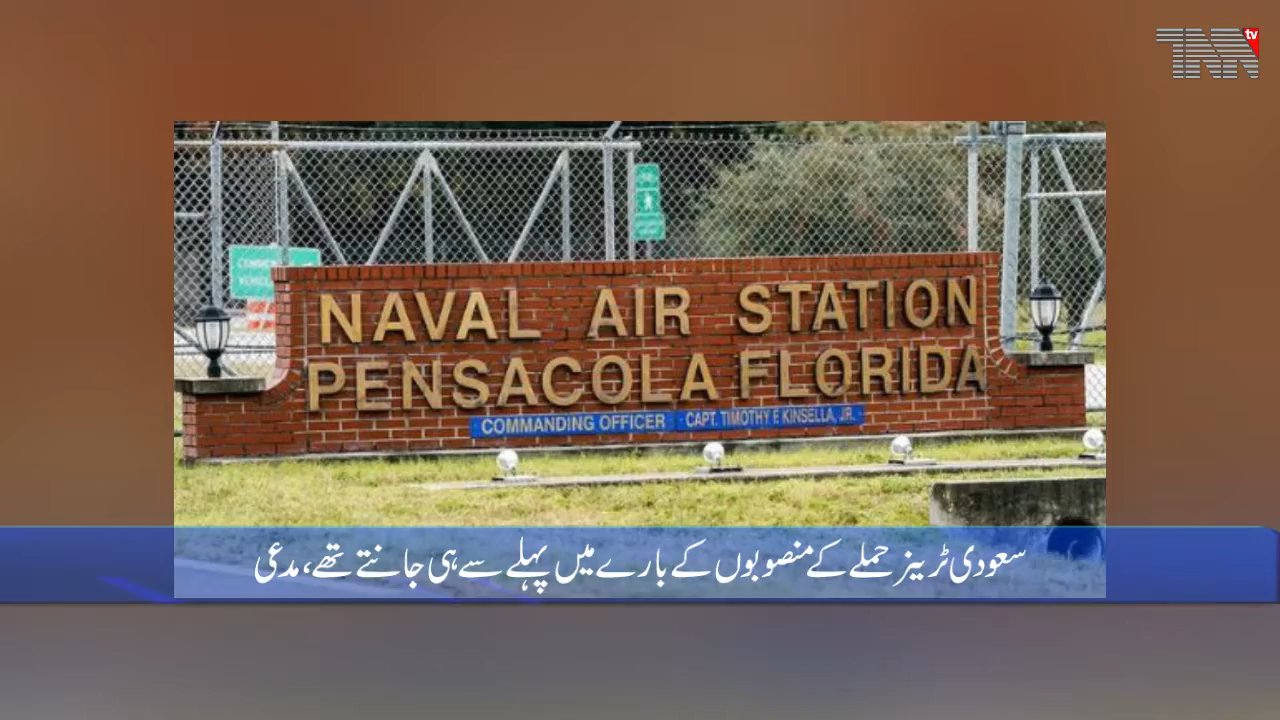 TNN tv
NAVAL AIR STATION
PENSACOLA FLORIDA
COMMANDING OFFICER CAPT. TIMOTHY F KINSELLA, JR.
سعودی ٹرینیز حملے کے منصوبوں کے بارے میں پہلے سے ہی جانتے تھے، مدعی